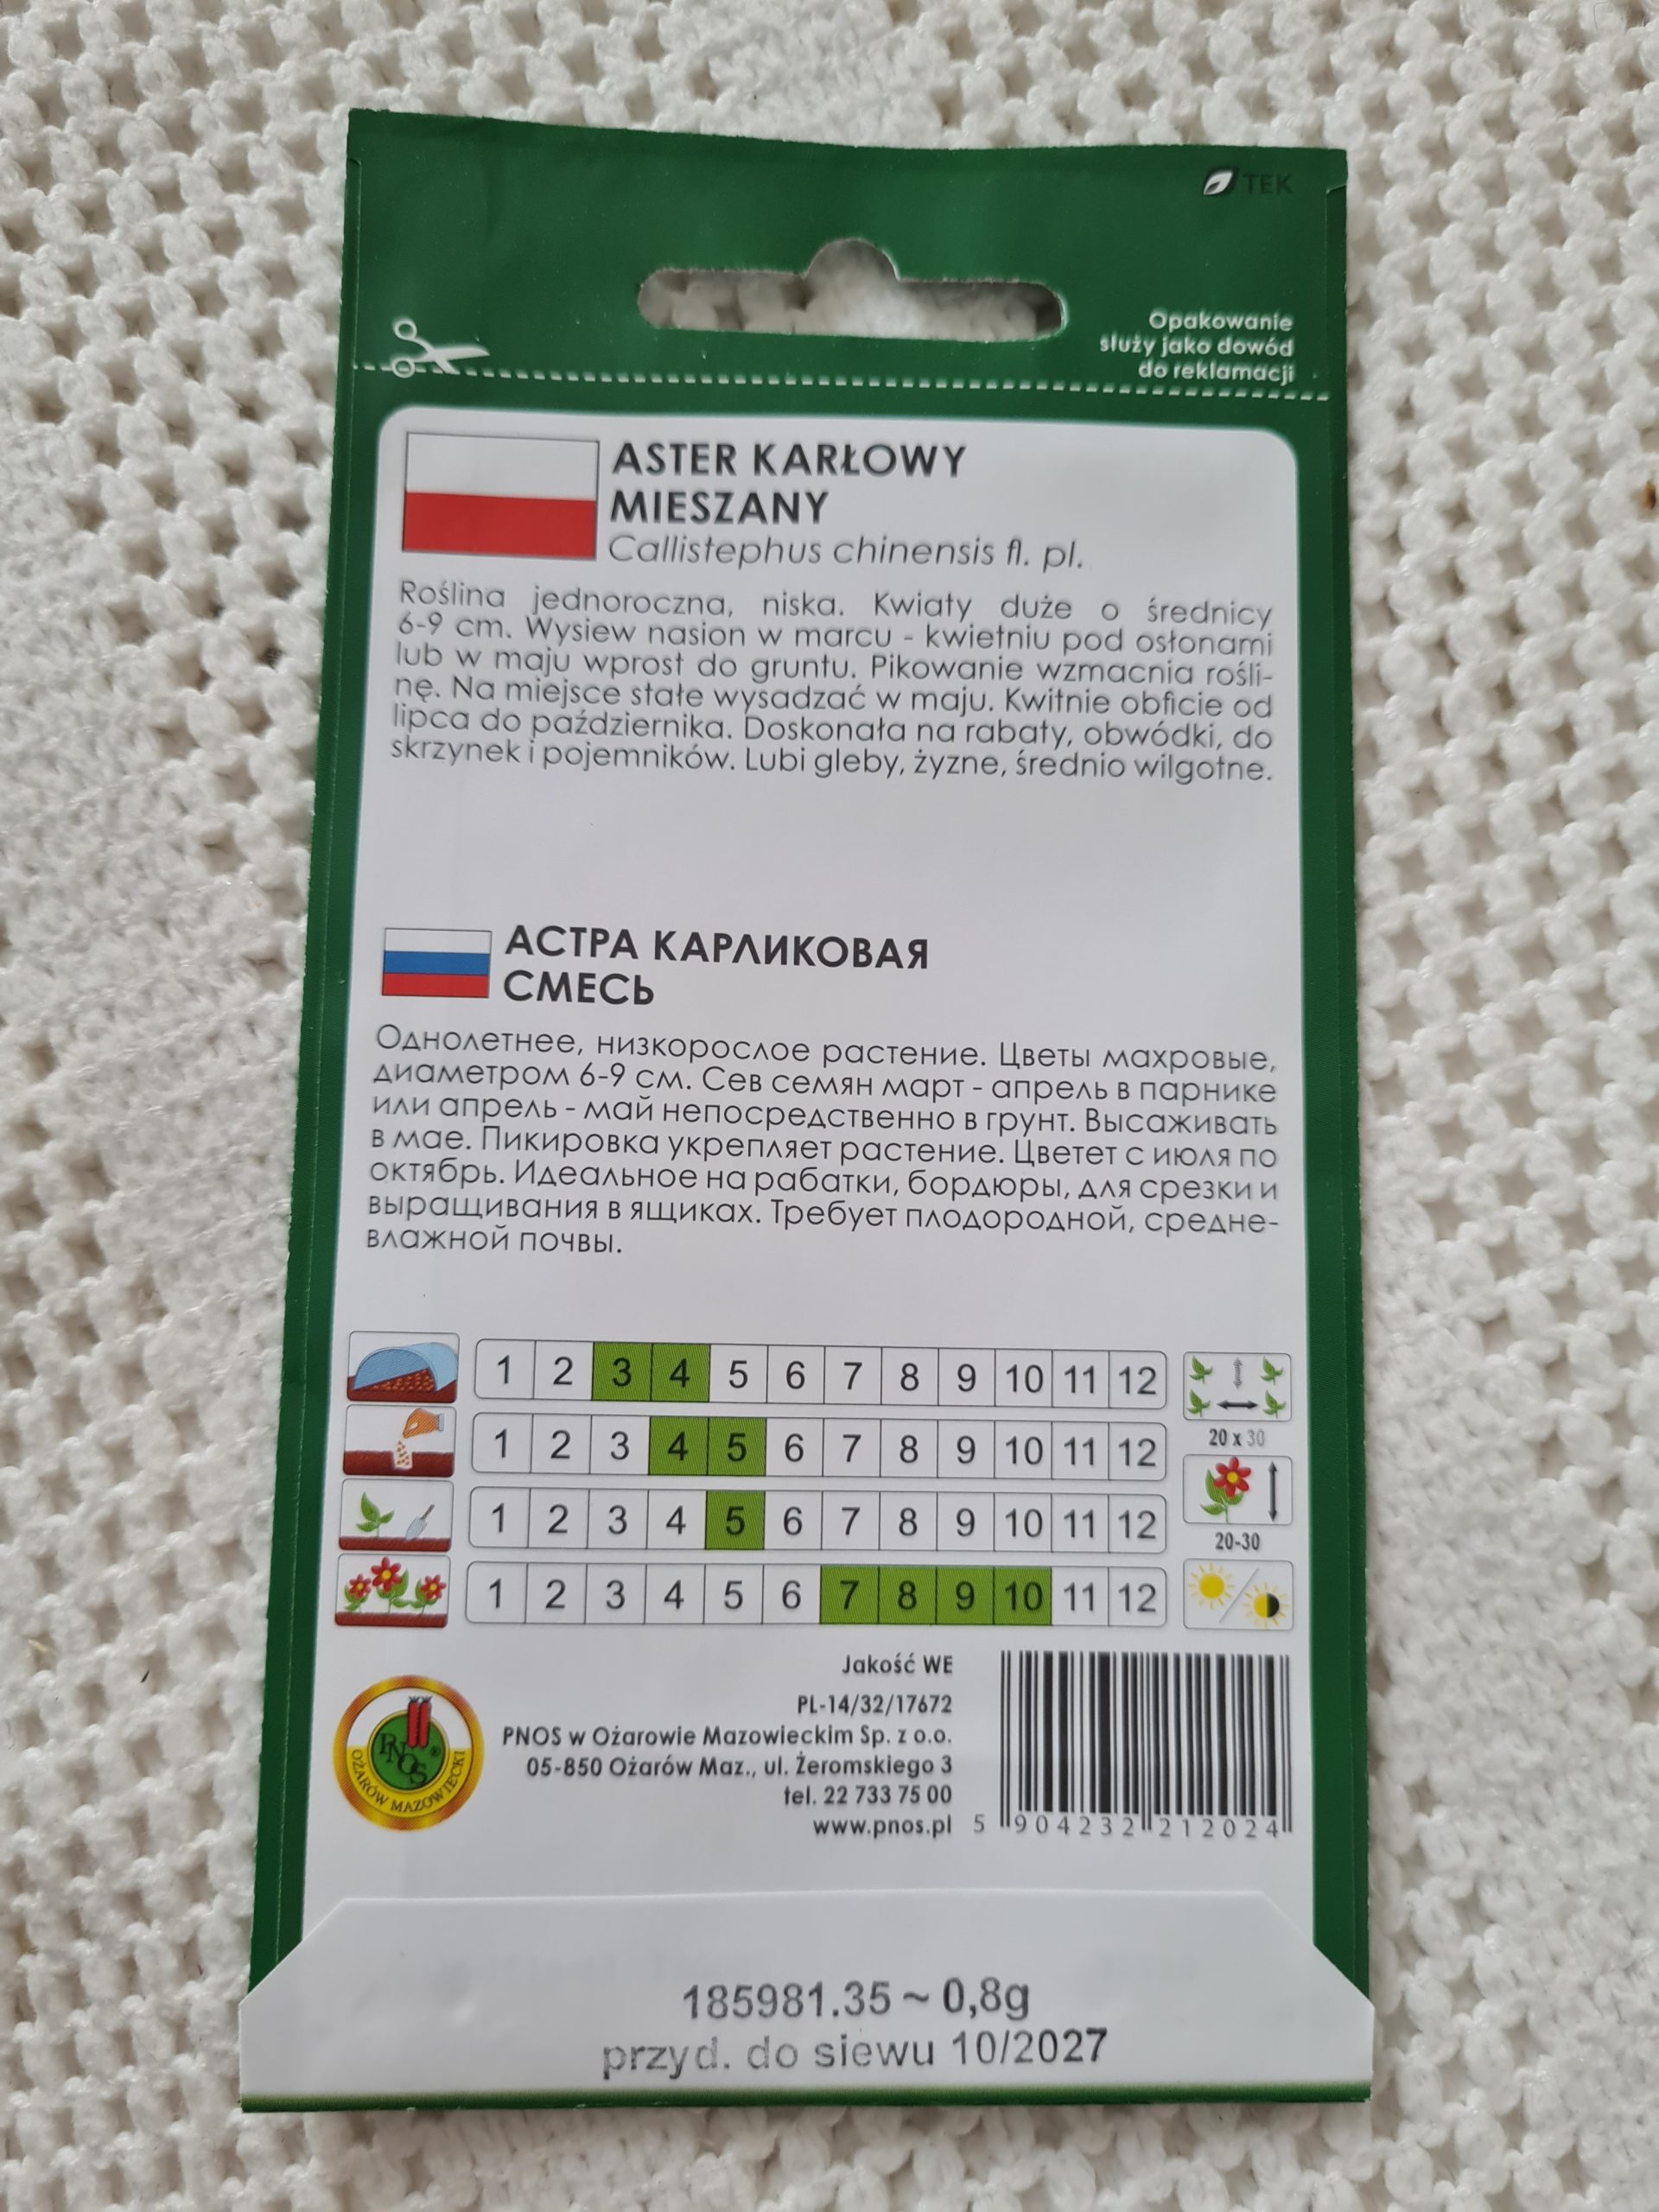 TEK
Opakowanie
służy jako dowód
do reklamacji
ASTER KARŁOWY
MIESZANY
Callistephus chinensis fl. pl.
Roślina jednoroczna, niska. Kwiaty duże o średnicy
6-9 cm. Wysiew nasion w marcu - kwietniu pod osłonami
lub w maju wprost do gruntu. Pikowanie wzmacnia rośli-
nę. Na miejsce stałe wysadzać w maju. Kwitnie obficie od
lipca do października. Doskonała na rabaty, obwódki, do
skrzynek i pojemników. Lubi gleby, żyzne, średnio wilgotne.
АСТРА КАРЛИКОВАЯ
СМЕСЬ
Однолетнее, низкорослое растение. Цветы махровые,
диаметром 6-9 см. Сев семян март - апрель в парнике
или апрель - май непосредственно в грунт. Высаживать
в мае. Пикировка укрепляет растение. Цветет с июля по
октябрь. Идеальное на рабатки, бордюры, для срезки и
выращивания в ящиках. Требует плодородной, средне-
влажной почвы.
1 2 3 4 5 6 7 8 9 10 11 12
20 x 30
1 2 3 4 5 6 7 8 9 10 11 12
1 2 3 4 5 6 7 8 9 10 11 12
20-30
1 2 3 4 5 6 7 8 9 10 11 12
Jakość WE
PL-14/32/17672
PNOS w Ożarowie Mazowieckim Sp. z o.o.
05-850 Ożarów Maz., ul. Żeromskiego 3
tel. 22 733 75 00
www.pnos.pl
PNOS®
OŻARÓW MAZOWIECKI
5 904232 212024
185981.35 ~ 0,8g
przyd. do siewu 10/2027